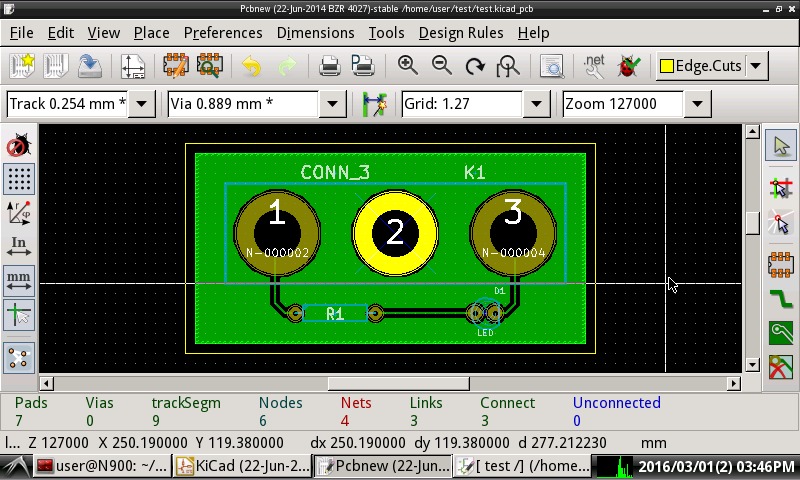 Pcbnew (22-Jun-2014 BZR 4027)-stable /home/user/test/test.kicad_pcb
File Edit View Place Preferences Dimensions Tools Design Rules Help
.net Edge.Cuts
Track 0.254 mm * Via 0.889 mm * Grid: 1.27 Zoom 127000
In
mm
CONN_3 K1
1 2 3
N-000002 N-000004
D1
R1
LED
Pads Vias trackSegm Nodes Nets Links Connect Unconnected
7 0 9 6 4 3 3 0
I... Z 127000 X 250.190000 Y 119.380000 dx 250.190000 dy 119.380000 d 277.212230 mm
user@N900: ~/... KiCad (22-Jun-2... Pcbnew (22-Jun... [ test /] (/home... 2016/03/01(2) 03:46PM